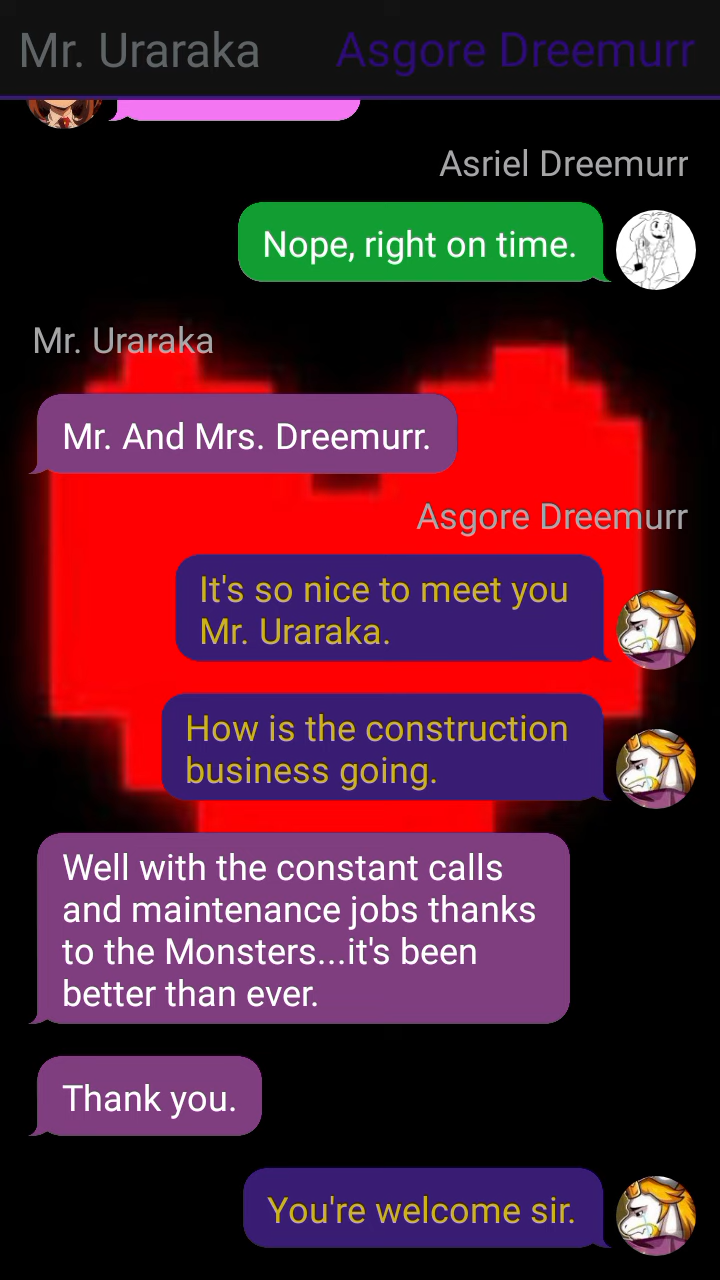 Mr. Uraraka
Asgore Dreemurr
Asriel Dreemurr
Nope, right on time.
Mr. Uraraka
Mr. And Mrs. Dreemurr.
Asgore Dreemurr
It's so nice to meet you
Mr. Uraraka.
How is the construction
business going.
Well with the constant calls
and maintenance jobs thanks
to the Monsters...it's been
better than ever.
Thank you.
You're welcome sir.